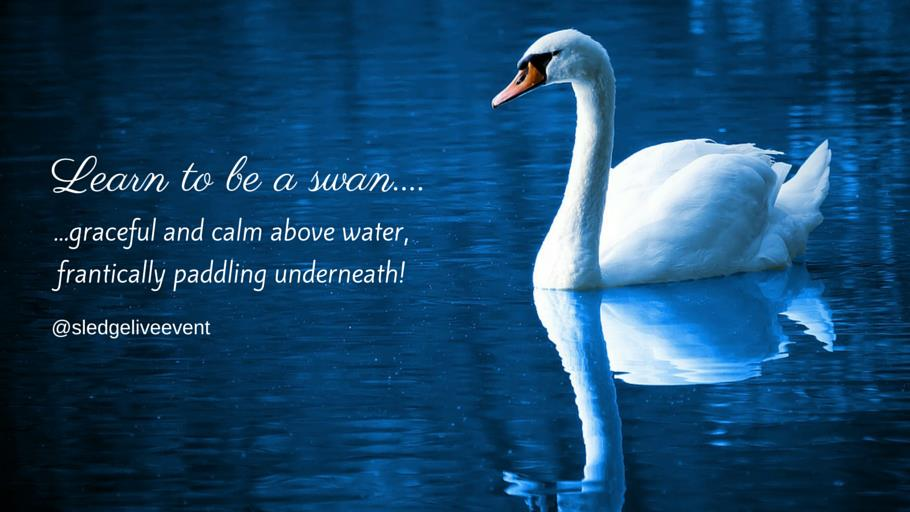 Learn to be a swan....
...graceful and calm above water,
frantically paddling underneath!
@sledgeliveevent